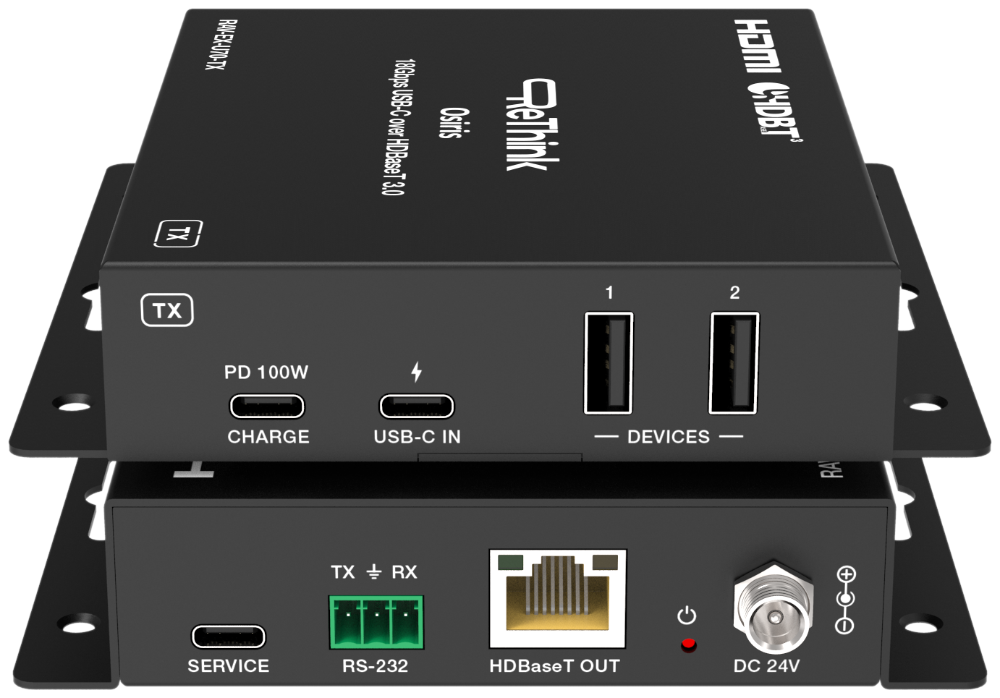 RAV-EX-U70-TX
18Gbps USB-C over HDBaseT 3.0
Osiris
ReThink
HDMI HDBT 3
TX
TX
1
2
PD 100W
CHARGE
USB-C IN
DEVICES
RAV
TX RX
SERVICE
RS-232
HDBaseT OUT
DC 24V